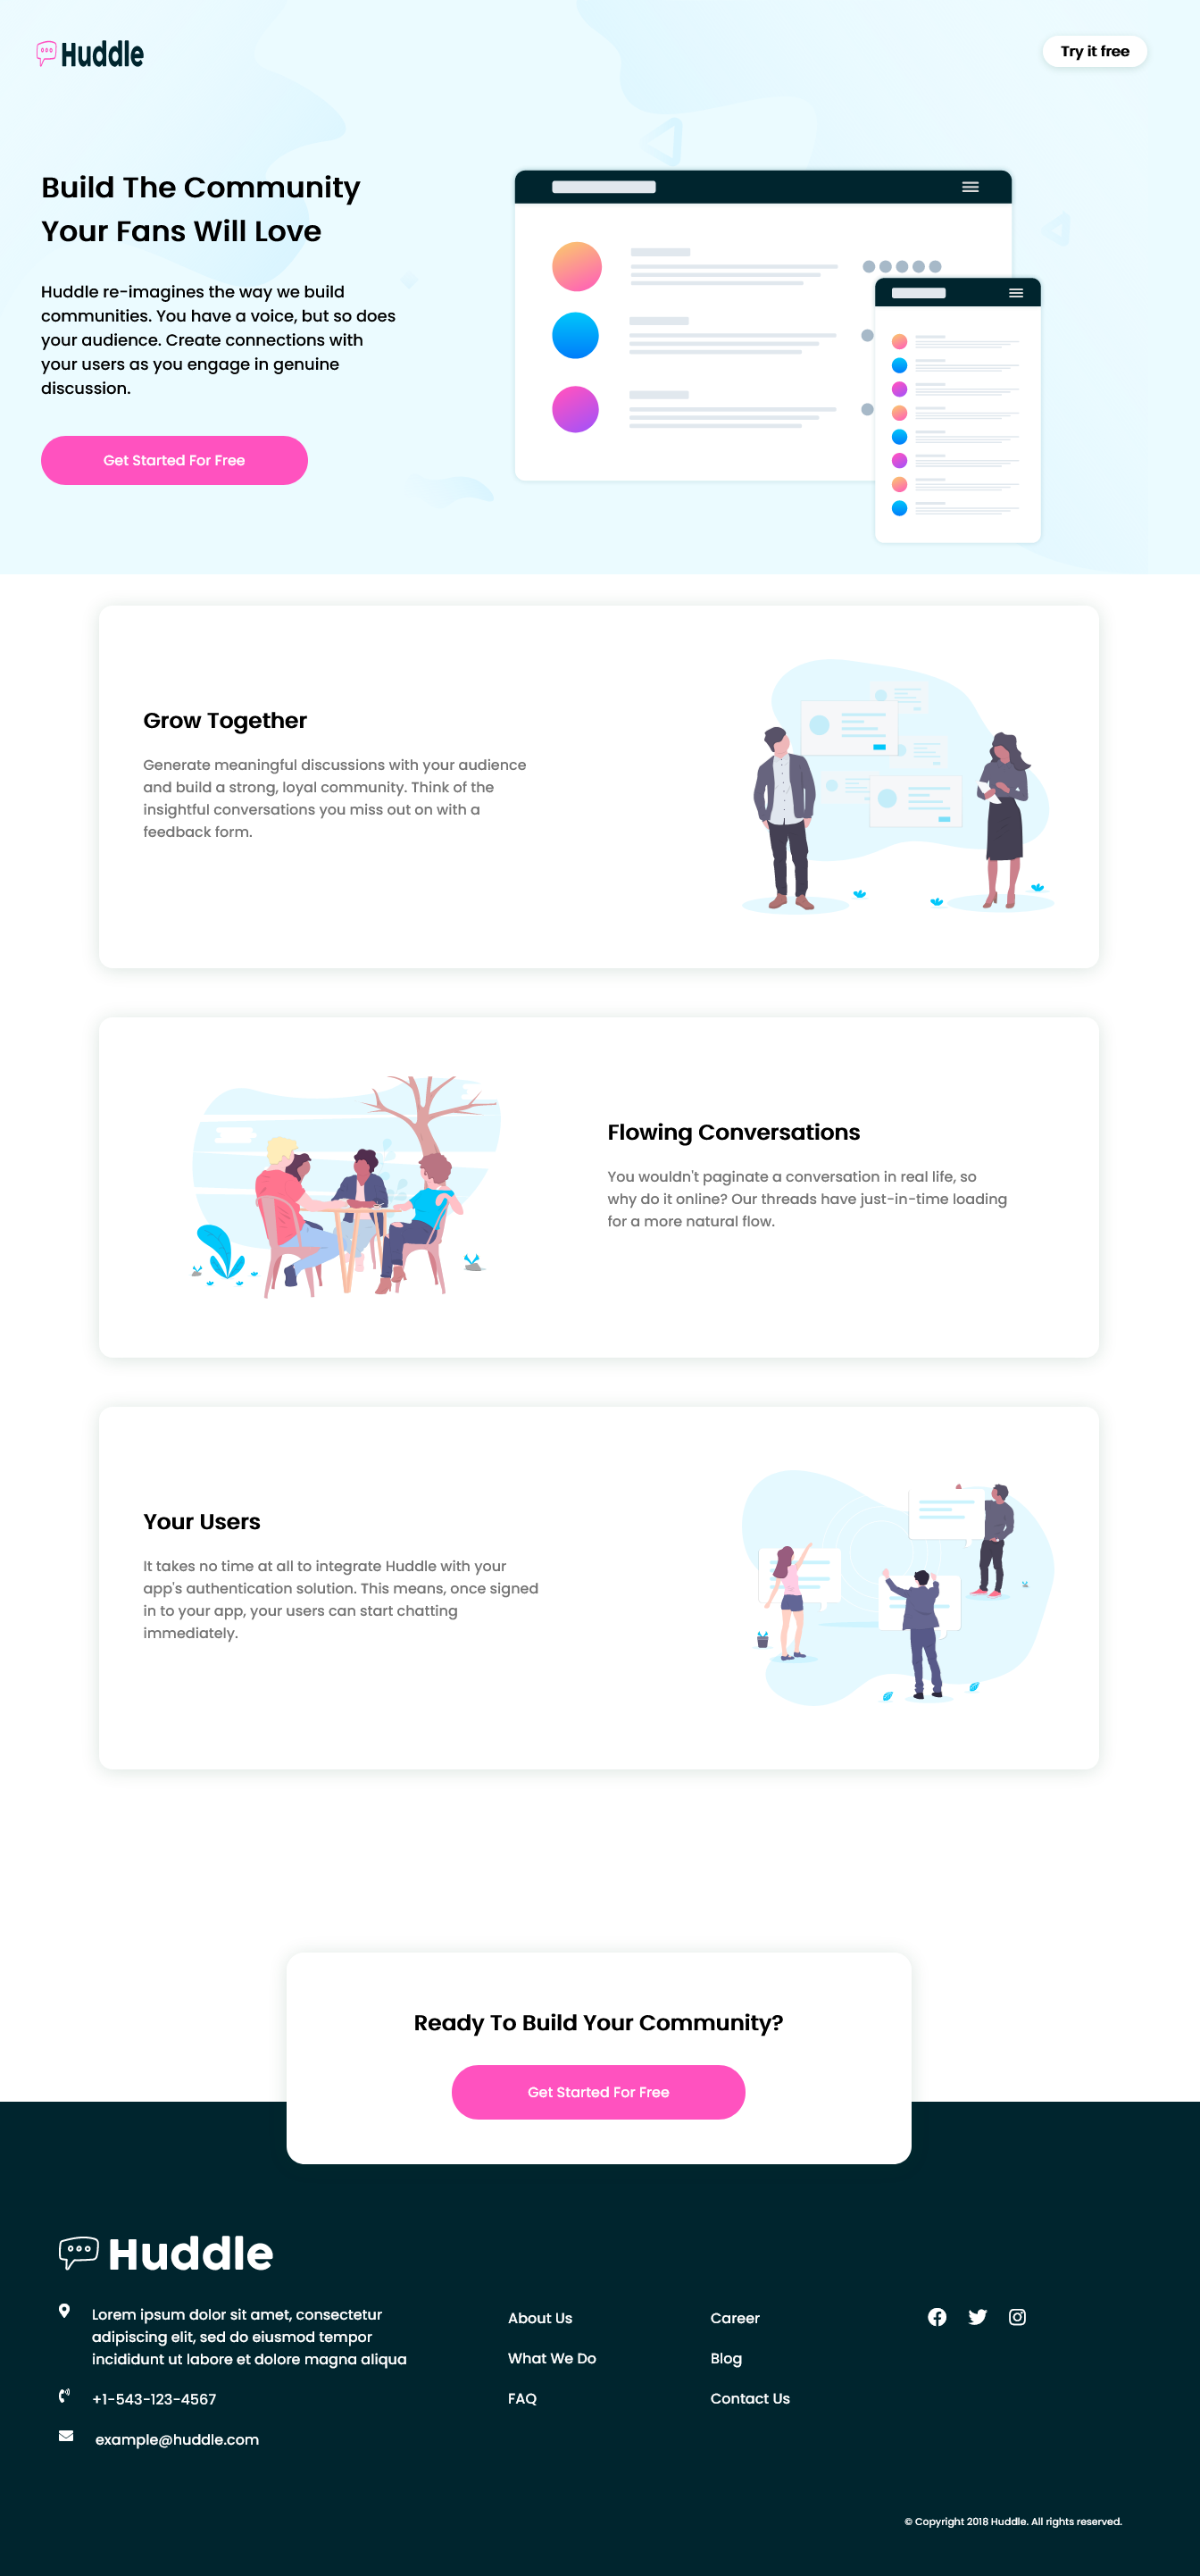 Huddle
Try it free
Build The Community
Your Fans Will Love
Huddle re-imagines the way we build
communities. You have a voice, but so does
your audience. Create connections with
your users as you engage in genuine
discussion.
Get Started For Free
Grow Together
Generate meaningful discussions with your audience
and build a strong, loyal community. Think of the
insightful conversations you miss out on with a
feedback form.
Flowing Conversations
You wouldn't paginate a conversation in real life, so
why do it online? Our threads have just-in-time loading
for a more natural flow.
Your Users
It takes no time at all to integrate Huddle with your
app's authentication solution. This means, once signed
in to your app, your users can start chatting
immediately.
Ready To Build Your Community?
Get Started For Free
Huddle
Lorem ipsum dolor sit amet, consectetur
adipiscing elit, sed do eiusmod tempor
incididunt ut labore et dolore magna aliqua
+1-543-123-4567
example@huddle.com
About Us
What We Do
FAQ
Career
Blog
Contact Us
© Copyright 2018 Huddle. All rights reserved.